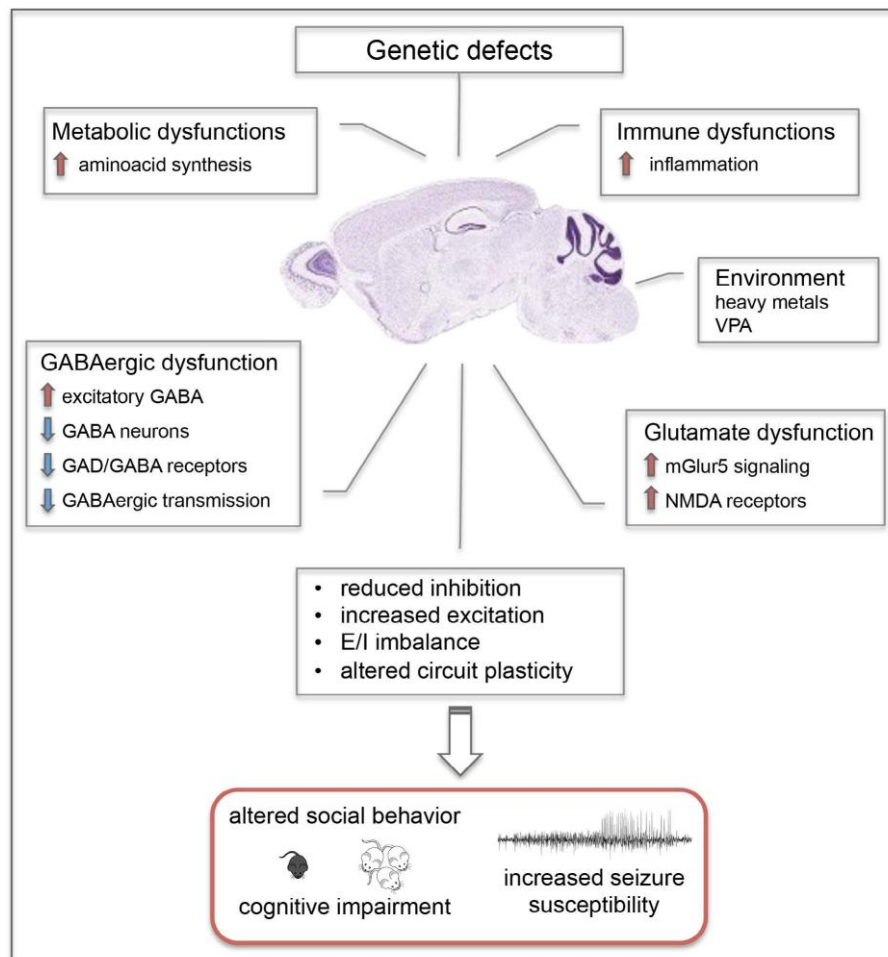 Genetic defects
Metabolic dysfunctions
aminoacid synthesis
Immune dysfunctions
inflammation
Environment
heavy metals
VPA
GABAergic dysfunction
excitatory GABA
GABA neurons
GAD/GABA receptors
GABAergic transmission
Glutamate dysfunction
mGlur5 signaling
NMDA receptors
• reduced inhibition
• increased excitation
• E/I imbalance
• altered circuit plasticity
altered social behavior
cognitive impairment
increased seizure
susceptibility